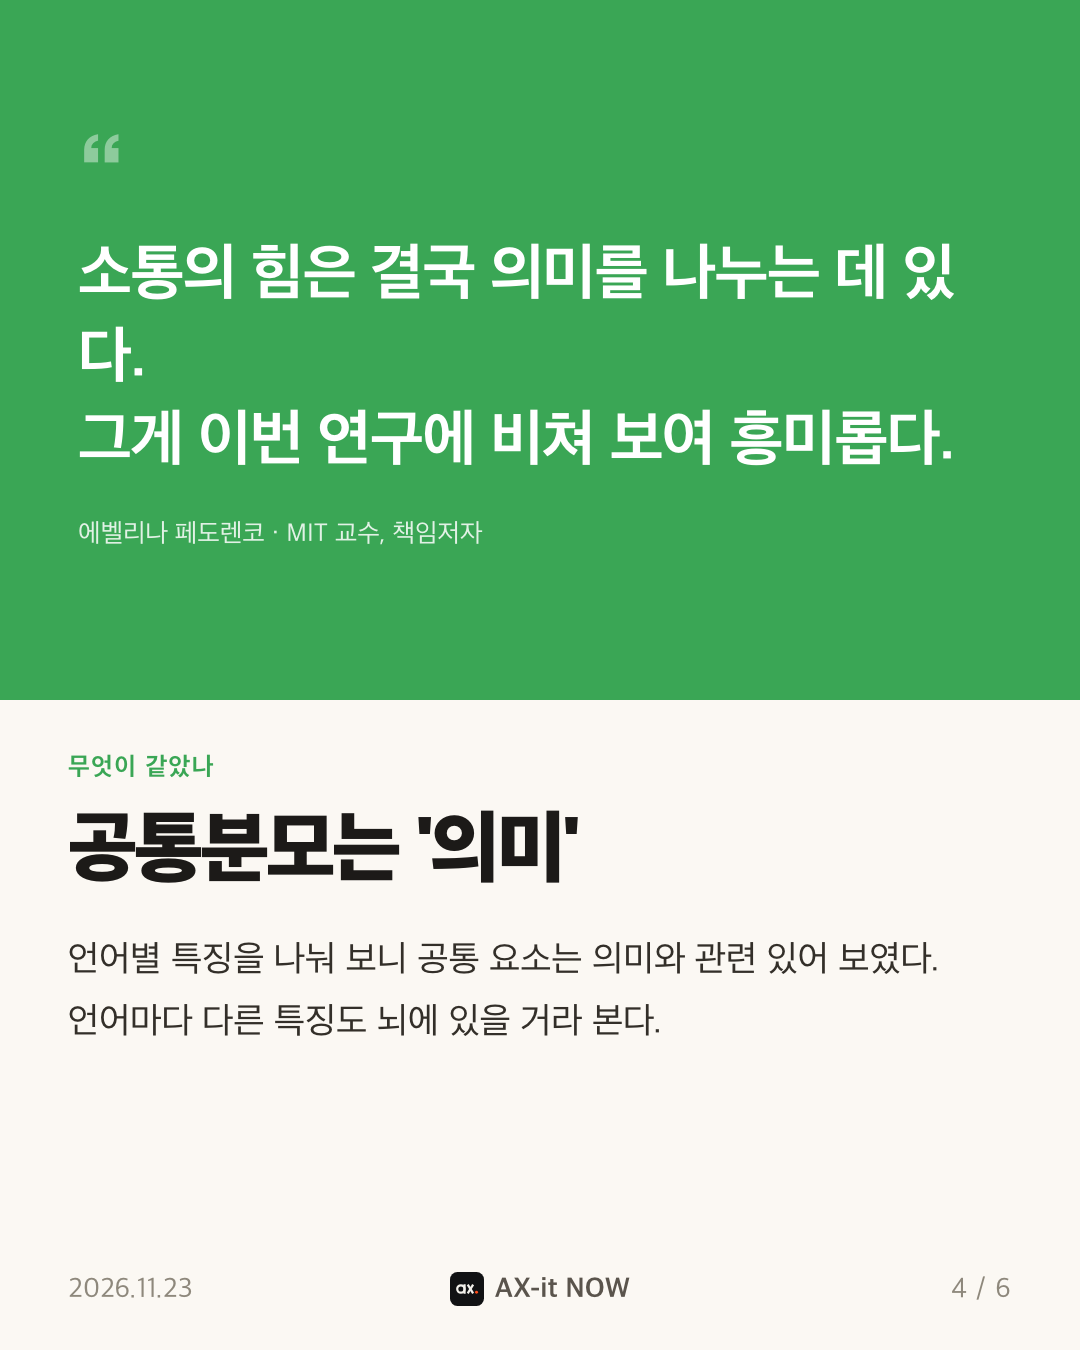 “
소통의 힘은 결국 의미를 나누는 데 있
다.
그게 이번 연구에 비쳐 보여 흥미롭다.
에벨리나 페도렌코 · MIT 교수, 책임저자
무엇이 같았나
공통분모는 '의미'
언어별 특징을 나눠 보니 공통 요소는 의미와 관련 있어 보였다.
언어마다 다른 특징도 뇌에 있을 거라 본다.
2026.11.23
ax.
AX-it NOW
4 / 6